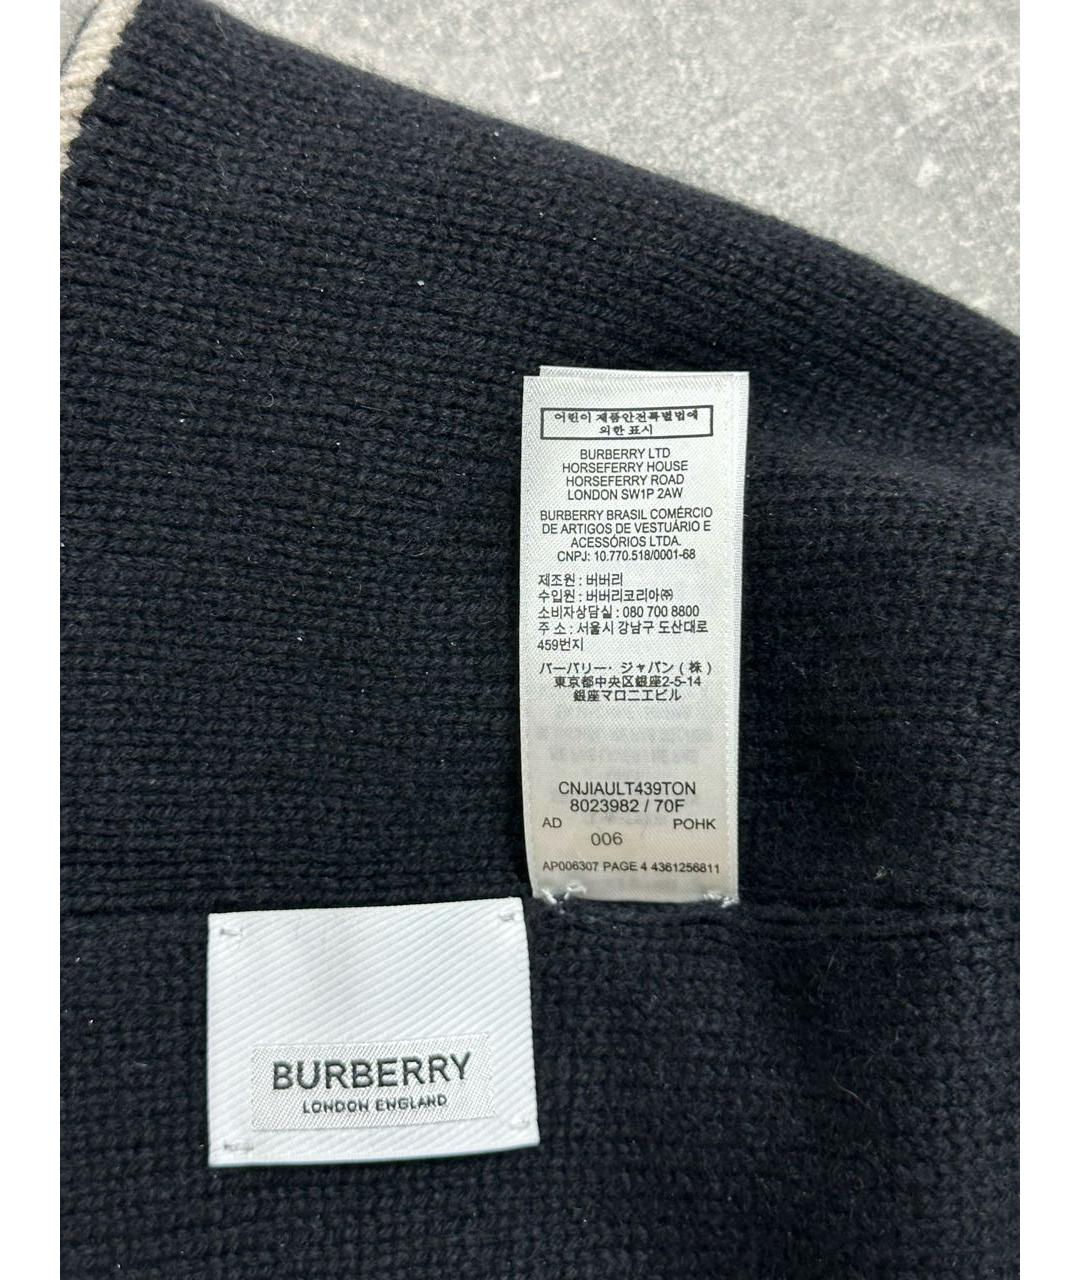 어린이 제품안전특별법에
의한 표시
BURBERRY LTD
HORSEFERRY HOUSE
HORSEFERRY ROAD
LONDON SW1P 2AW
BURBERRY BRASIL COMÉRCIO
DE ARTIGOS DE VESTUÁRIO E
ACESSÓRIOS LTDA.
CNPJ: 10.770.518/0001-68
제조원 : 버버리
수입원 : 버버리코리아㈜
소비자상담실 : 080 700 8800
주 소 : 서울시 강남구 도산대로
459번지
バーバリー・ジャパン ( 株 )
東京都中央区銀座2-5-14
銀座マロニエビル
CNJIAULT439TON
8023982 / 70F
AD POHK
006
AP006307 PAGE 4 4361256811
BURBERRY
LONDON ENGLAND